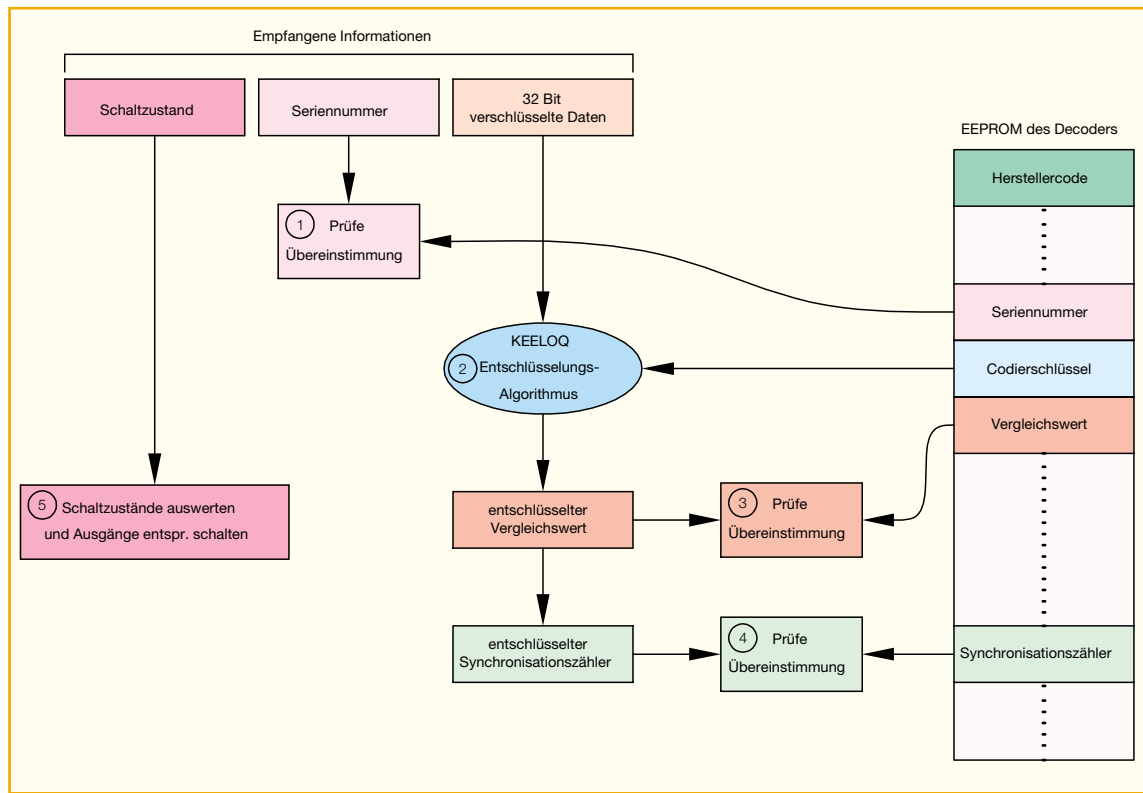 Empfangene Informationen
Schaltzustand
Seriennummer
32 Bit
verschlüsselte Daten
EEPROM des Decoders
Herstellercode
1 Prüfe
Übereinstimmung
Seriennummer
KEELOQ
2 Entschlüsselungs-
Algorithmus
Codierschlüssel
Vergleichswert
5 Schaltzustände auswerten
und Ausgänge entspr. schalten
entschlüsselter
Vergleichswert
3 Prüfe
Übereinstimmung
entschlüsselter
Synchronisationszähler
4 Prüfe
Übereinstimmung
Synchronisationszähler